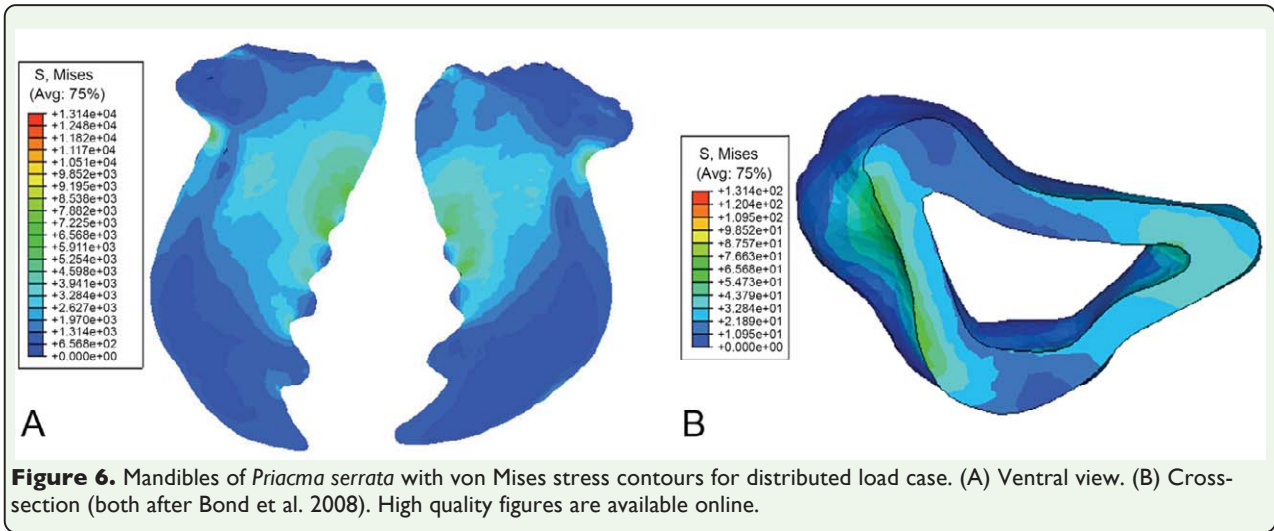 S, Mises
(Avg: 75%)
+1.314e+04
+1.248e+04
+1.182e+04
+1.117e+04
+1.051e+04
+9.852e+03
+9.195e+03
+8.538e+03
+7.882e+03
+7.225e+03
+6.568e+03
+5.911e+03
+5.254e+03
+4.598e+03
+3.941e+03
+3.284e+03
+2.627e+03
+1.970e+03
+1.314e+03
+6.568e+02
+0.000e+00
A
S, Mises
(Avg: 75%)
+1.314e+02
+1.204e+02
+1.095e+02
+9.852e+01
+8.757e+01
+7.663e+01
+6.568e+01
+5.473e+01
+4.379e+01
+3.284e+01
+2.189e+01
+1.095e+01
+0.000e+00
B
Figure 6. Mandibles of Priacma serrata with von Mises stress contours for distributed load case. (A) Ventral view. (B) Cross-
section (both after Bond et al. 2008). High quality figures are available online.